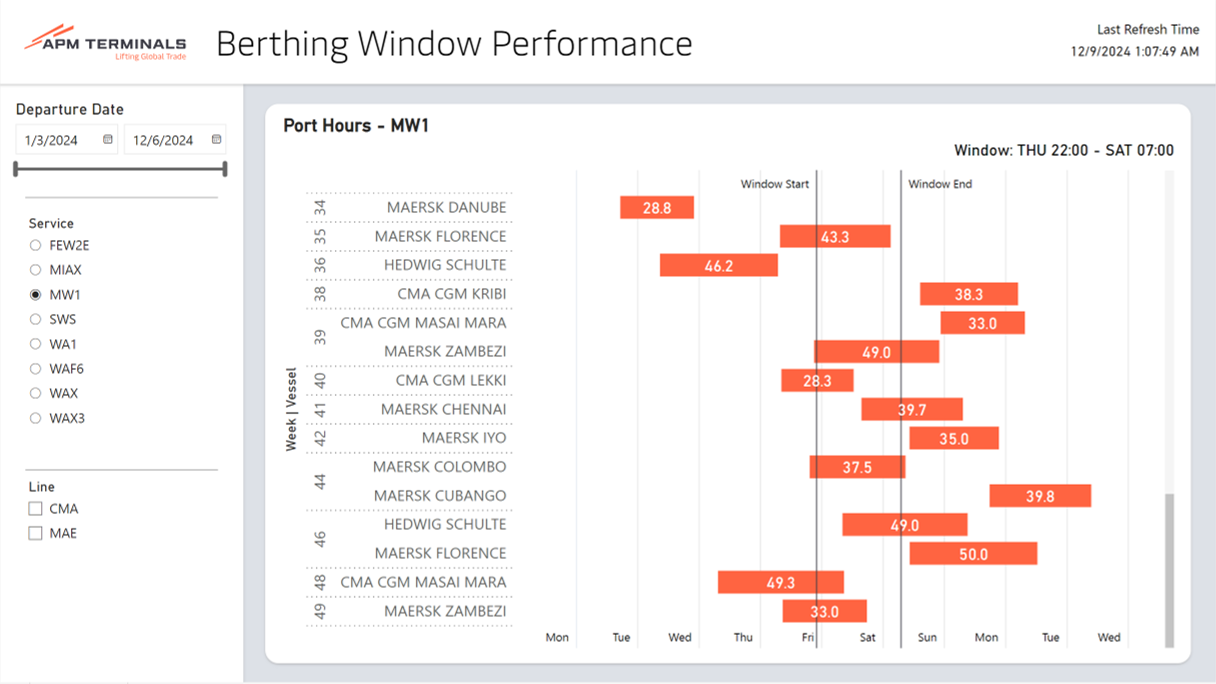 APM TERMINALS
Lifting Global Trade
Berthing Window Performance
Last Refresh Time
12/9/2024 1:07:49 AM
Departure Date
1/3/2024
12/6/2024
Service
FEW2E
MIAX
MW1
SWS
WA1
WAF6
WAX
WAX3
Line
CMA
MAE
Port Hours - MW1
Window: THU 22:00 - SAT 07:00
Window Start
Window End
Week | Vessel
34 MAERSK DANUBE 28.8
35 MAERSK FLORENCE 43.3
36 HEDWIG SCHULTE 46.2
38 CMA CGM KRIBI 38.3
39 CMA CGM MASAI MARA 33.0
MAERSK ZAMBEZI 49.0
40 CMA CGM LEKKI 28.3
41 MAERSK CHENNAI 39.7
42 MAERSK IYO 35.0
44 MAERSK COLOMBO 37.5
MAERSK CUBANGO 39.8
46 HEDWIG SCHULTE 49.0
MAERSK FLORENCE 50.0
48 CMA CGM MASAI MARA 49.3
49 MAERSK ZAMBEZI 33.0
Mon Tue Wed Thu Fri Sat Sun Mon Tue Wed